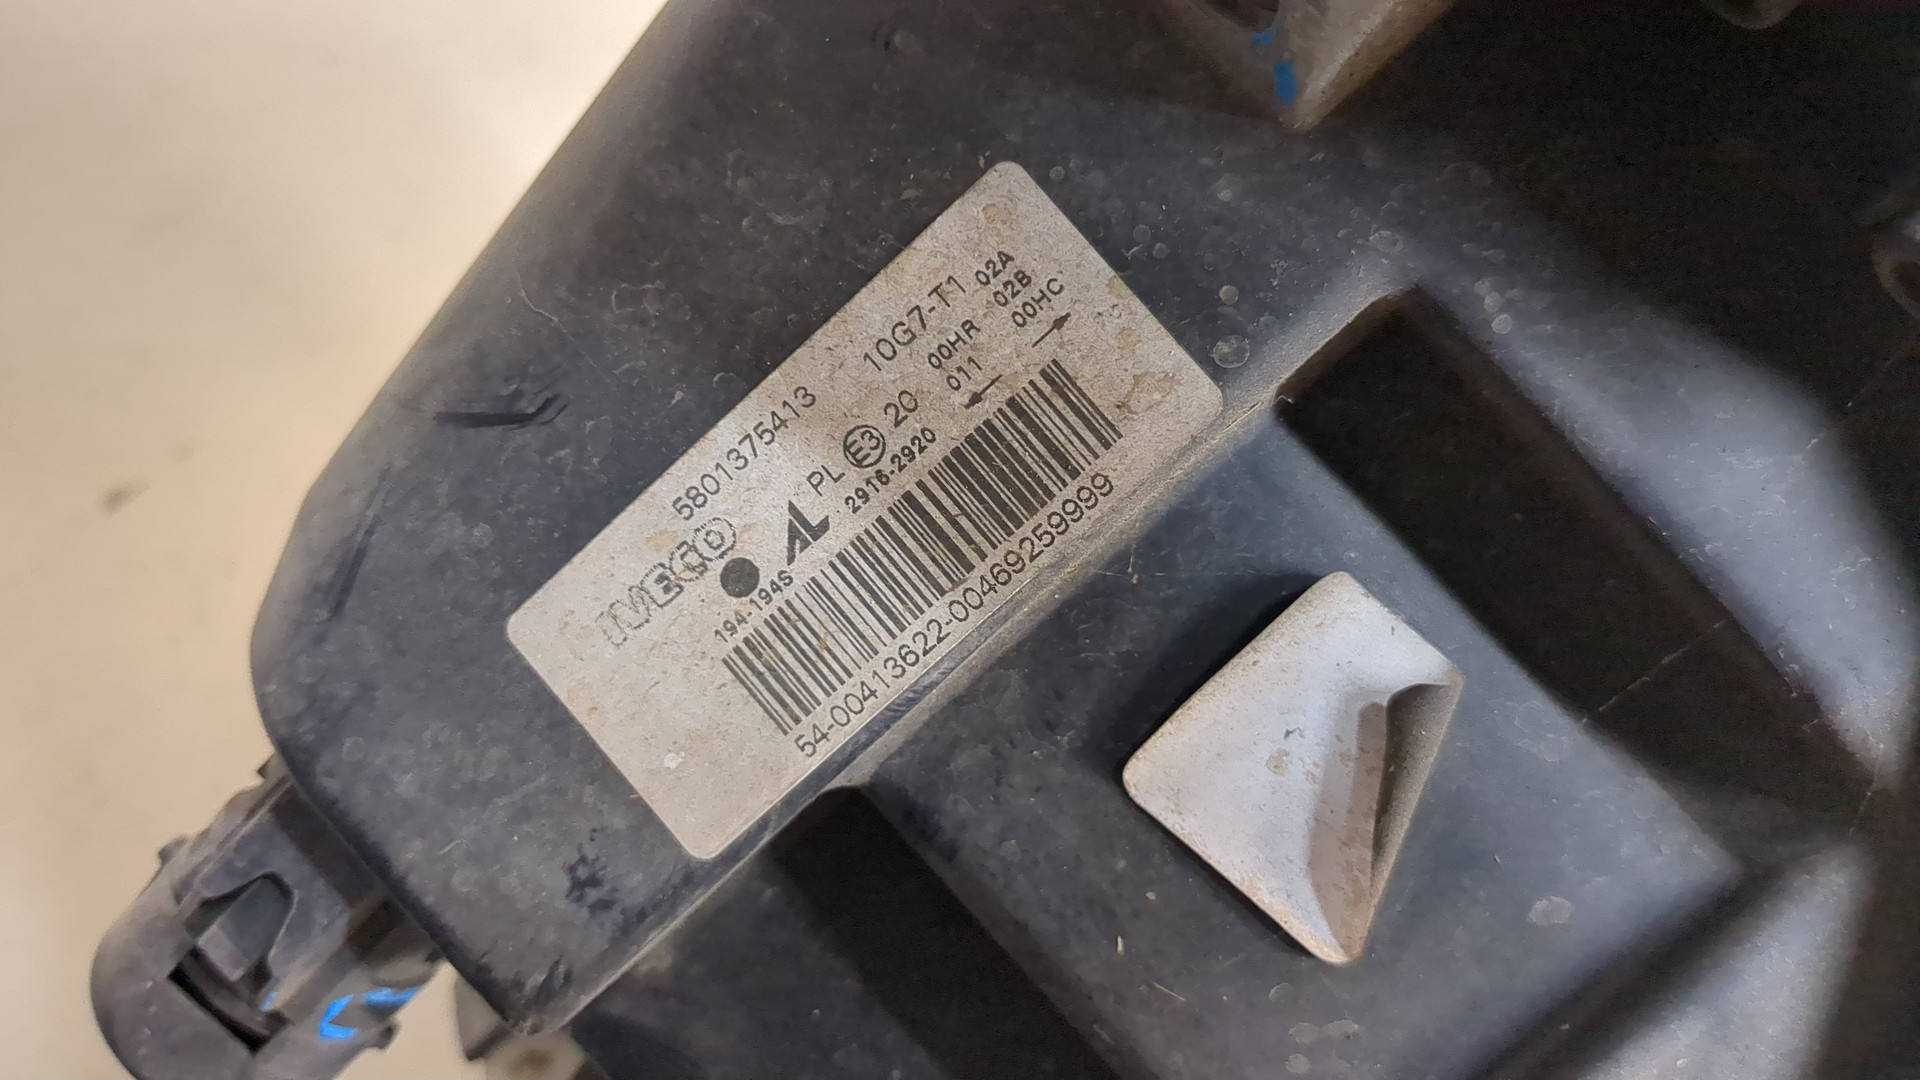 IVECO 5801375413 10G7-T1 02A
AL PL E3 20 00HR 02B
194-194S 2916-2920 011 00HC
54-00413622-00469259999